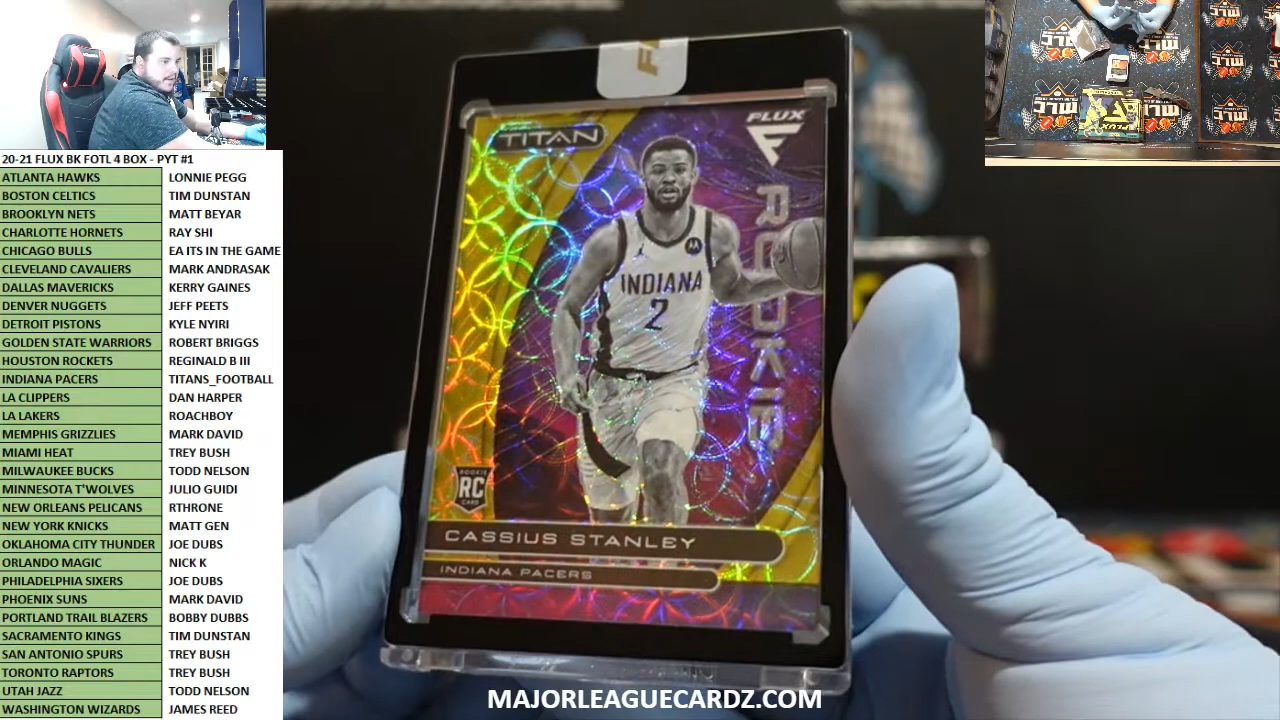 20-21 FLUX BK FOTL 4 BOX - PYT #1
ATLANTA HAWKS LONNIE PEGG
BOSTON CELTICS TIM DUNSTAN
BROOKLYN NETS MATT BEYAR
CHARLOTTE HORNETS RAY SHI
CHICAGO BULLS EA ITS IN THE GAME
CLEVELAND CAVALIERS MARK ANDRASAK
DALLAS MAVERICKS KERRY GAINES
DENVER NUGGETS JEFF PEETS
DETROIT PISTONS KYLE NYIRI
GOLDEN STATE WARRIORS ROBERT BRIGGS
HOUSTON ROCKETS REGINALD B III
INDIANA PACERS TITANS_FOOTBALL
LA CLIPPERS DAN HARPER
LA LAKERS ROACHBOY
MEMPHIS GRIZZLIES MARK DAVID
MIAMI HEAT TREY BUSH
MILWAUKEE BUCKS TODD NELSON
MINNESOTA T'WOLVES JULIO GUIDI
NEW ORLEANS PELICANS RTHRONE
NEW YORK KNICKS MATT GEN
OKLAHOMA CITY THUNDER JOE DUBS
ORLANDO MAGIC NICK K
PHILADELPHIA SIXERS JOE DUBS
PHOENIX SUNS MARK DAVID
PORTLAND TRAIL BLAZERS BOBBY DUBBS
SACRAMENTO KINGS TIM DUNSTAN
SAN ANTONIO SPURS TREY BUSH
TORONTO RAPTORS TREY BUSH
UTAH JAZZ TODD NELSON
WASHINGTON WIZARDS JAMES REED
TITAN
FLUX
ROOKIE
INDIANA
2
ROOKIE
RC
CARD
CASSIUS STANLEY
INDIANA PACERS
MAJORLEAGUECARDZ.COM